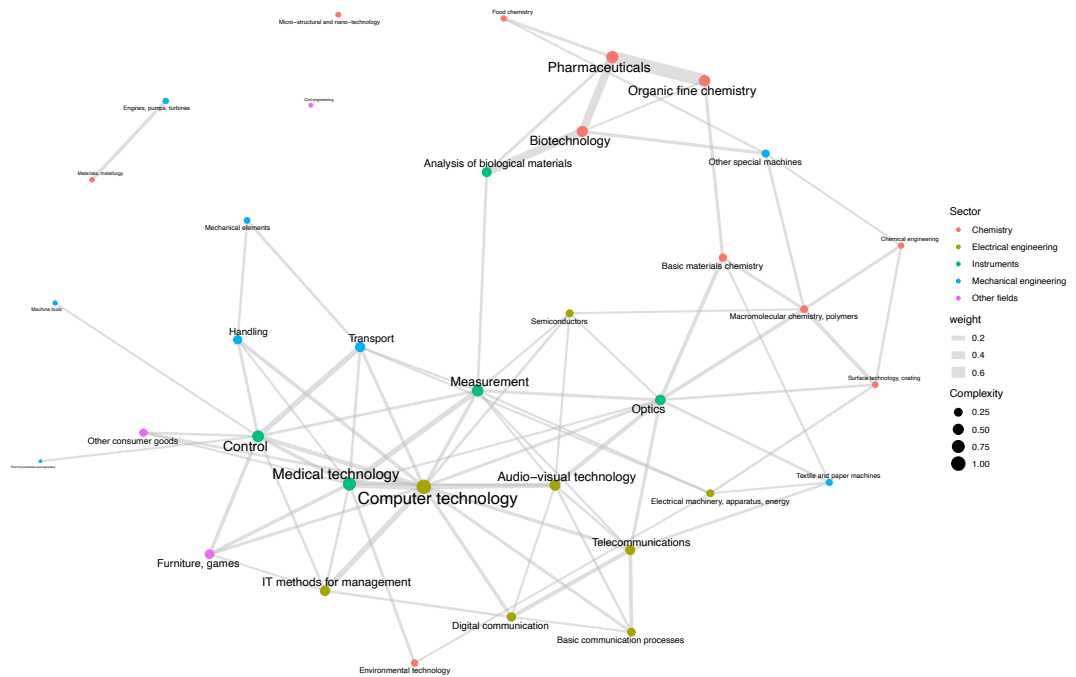 Food chemistry
Micro-structural and nano-technology
Pharmaceuticals
Organic fine chemistry
Civil engineering
Engines, pumps, turbines
Biotechnology
Analysis of biological materials
Other special machines
Materials, metallurgy
Mechanical elements
Chemical engineering
Basic materials chemistry
Machine tools
Semiconductors
Macromolecular chemistry, polymers
Handling
Transport
Measurement
Surface technology, coating
Optics
Other consumer goods
Control
Thermal processes and apparatus
Medical technology
Audio-visual technology
Textile and paper machines
Computer technology
Electrical machinery, apparatus, energy
Telecommunications
Furniture, games
IT methods for management
Digital communication
Basic communication processes
Environmental technology
Sector
Chemistry
Electrical engineering
Instruments
Mechanical engineering
Other fields
weight
0.2
0.4
0.6
Complexity
0.25
0.50
0.75
1.00